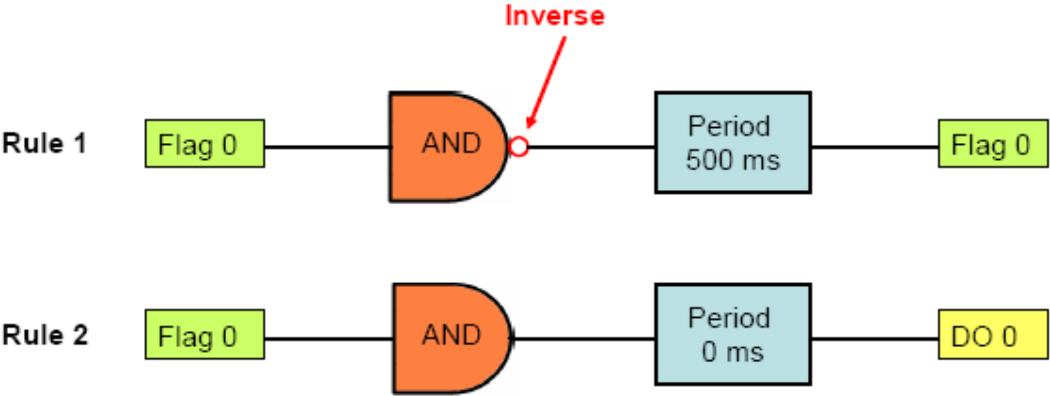 Inverse
Rule 1
Flag 0
AND
Period
500 ms
Flag 0
Rule 2
Flag 0
AND
Period
0 ms
DO 0